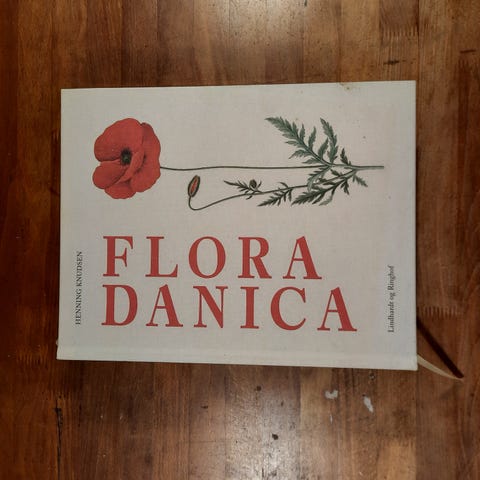 HENNING KNUDSEN
FLORA
DANICA
Lindhardt og Ringhof